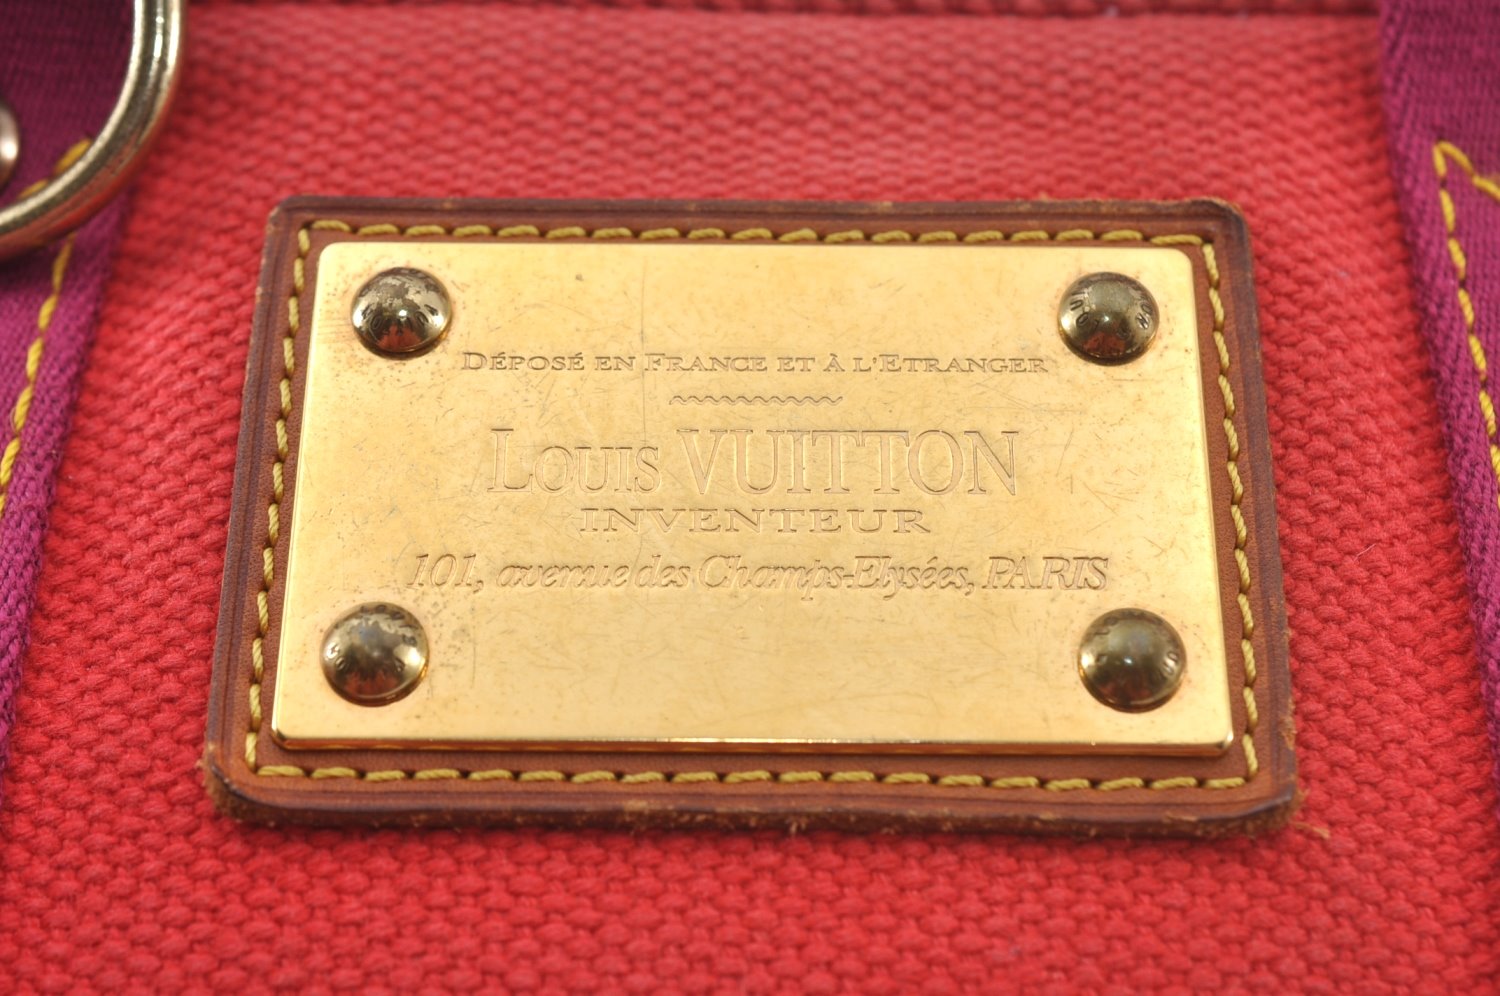 DÉPOSÉ EN FRANCE ET À L'ETRANGER
LOUIS VUITTON
INVENTEUR
101, avenue des Champs-Elysées, PARIS